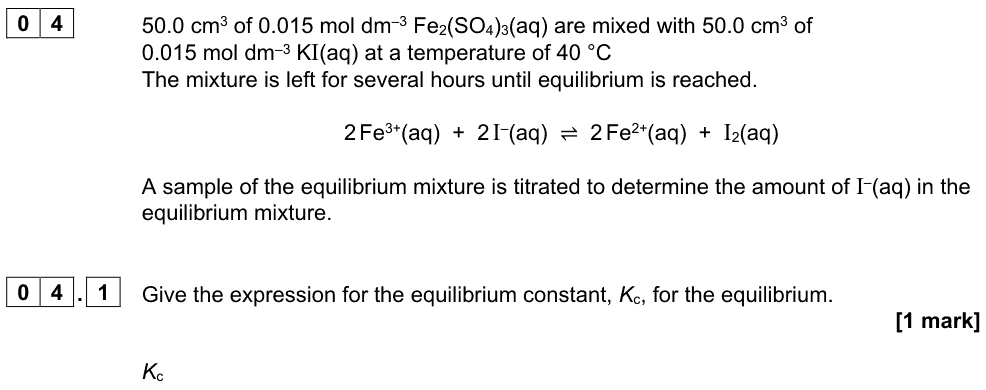 0 4 50.0 cm³ of 0.015 mol dm⁻³ Fe₂(SO₄)₃(aq) are mixed with 50.0 cm³ of
0.015 mol dm⁻³ KI(aq) at a temperature of 40 °C
The mixture is left for several hours until equilibrium is reached.
2 Fe³⁺(aq) + 2 I⁻(aq) ⇌ 2 Fe²⁺(aq) + I₂(aq)
A sample of the equilibrium mixture is titrated to determine the amount of I⁻(aq) in the
equilibrium mixture.
0 4 . 1 Give the expression for the equilibrium constant, K꜀, for the equilibrium.
[1 mark]
K꜀